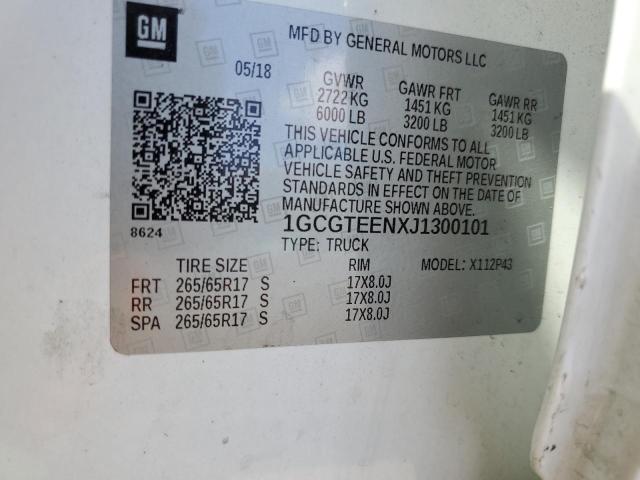 GM
MFD BY GENERAL MOTORS LLC
05/18
GVWR GAWR FRT GAWR RR
2722 KG 1451 KG 1451 KG
6000 LB 3200 LB 3200 LB
THIS VEHICLE CONFORMS TO ALL
APPLICABLE U.S. FEDERAL MOTOR
VEHICLE SAFETY AND THEFT PREVENTION
STANDARDS IN EFFECT ON THE DATE OF
MANUFACTURE SHOWN ABOVE.
8624
1GCGTEENXJ1300101
TYPE: TRUCK
TIRE SIZE RIM MODEL: X112P43
FRT 265/65R17 S 17X8.0J
RR 265/65R17 S 17X8.0J
SPA 265/65R17 S 17X8.0J